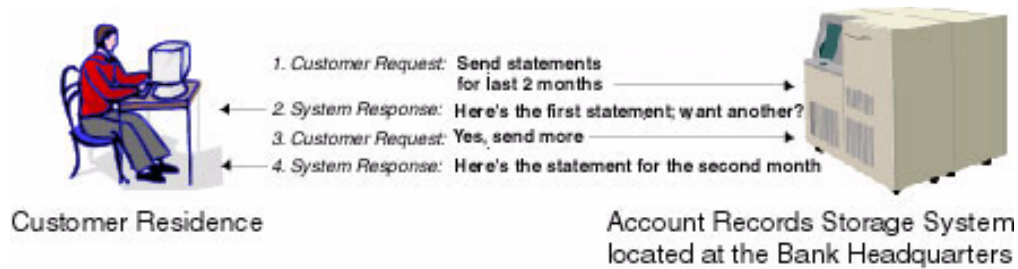 1. Customer Request: Send statements
for last 2 months
2. System Response: Here's the first statement; want another?
3. Customer Request: Yes, send more
4. System Response: Here's the statement for the second month
Customer Residence
Account Records Storage System
located at the Bank Headquarters